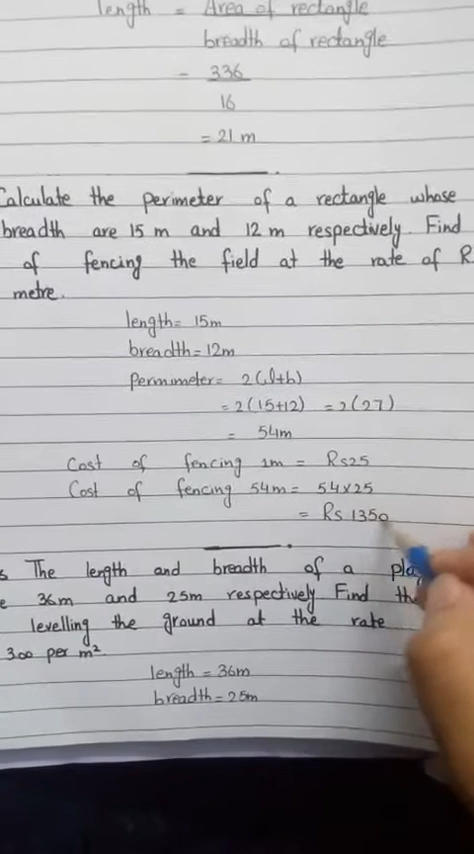 length = Area of rectangle
breadth of rectangle
= 336
16
= 21 m
Calculate the perimeter of a rectangle whose
breadth are 15 m and 12 m respectively. Find
of fencing the field at the rate of R
metre.
length = 15m
breadth = 12m
perimimeter = 2(l+b)
= 2(15+12) = 2(27)
= 54m
Cost of fencing 1m = Rs25
Cost of fencing 54m = 54x25
= Rs 1350
s The length and breadth of a pla
e 36m and 25m respectively Find the
levelling the ground at the rate
300 per m²
length = 36m
breadth = 25m